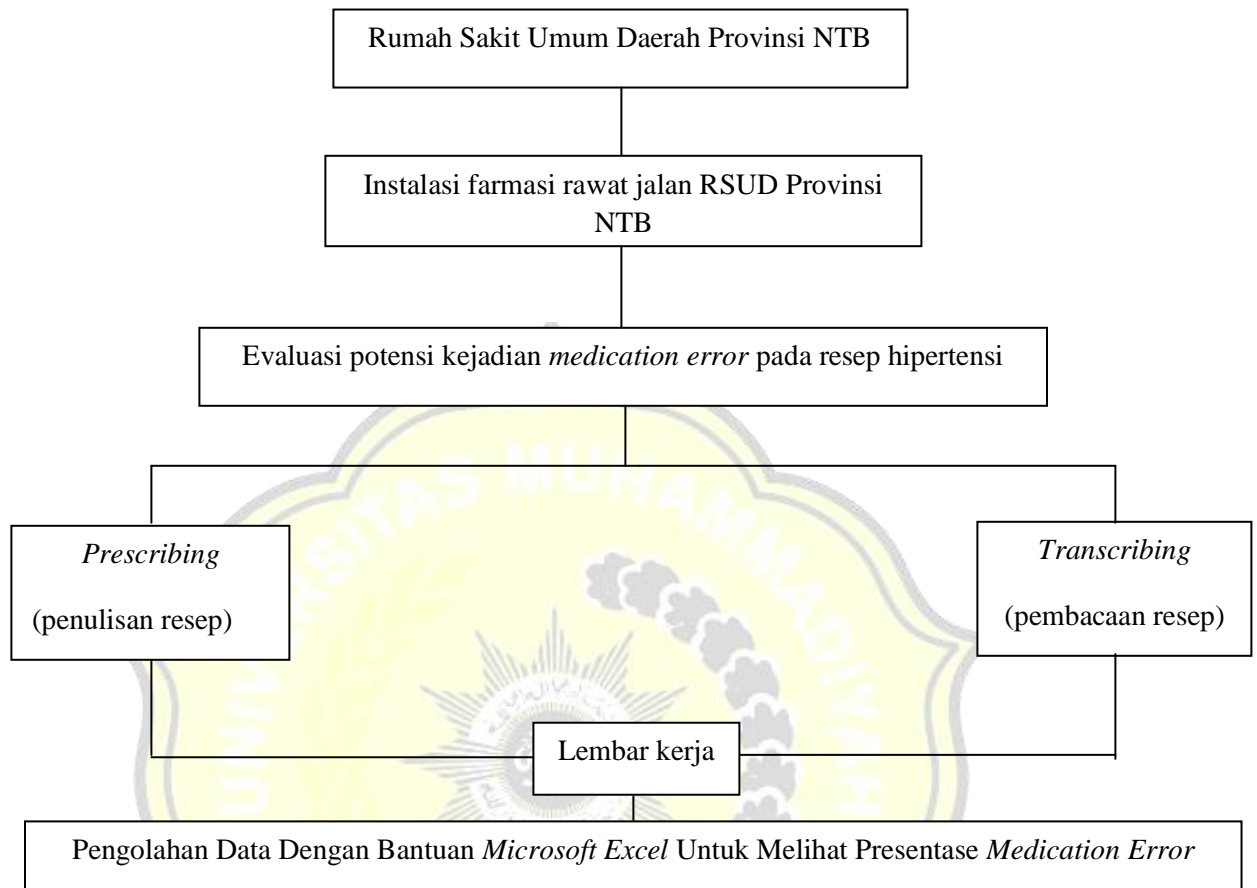 Rumah Sakit Umum Daerah Provinsi NTB
Instalasi farmasi rawat jalan RSUD Provinsi
NTB
Evaluasi potensi kejadian medication error pada resep hipertensi
UNIVERSITAS MUHAMMADIYAH
Prescribing
(penulisan resep)
Transcribing
(pembacaan resep)
Lembar kerja
Pengolahan Data Dengan Bantuan Microsoft Excel Untuk Melihat Presentase Medication Error